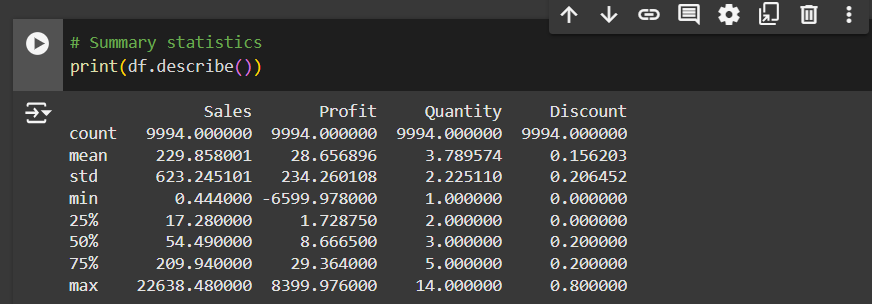 # Summary statistics
print(df.describe())
Sales Profit Quantity Discount
count 9994.000000 9994.000000 9994.000000 9994.000000
mean 229.858001 28.656896 3.789574 0.156203
std 623.245101 234.260108 2.225110 0.206452
min 0.444000 -6599.978000 1.000000 0.000000
25% 17.280000 1.728750 2.000000 0.000000
50% 54.490000 8.666500 3.000000 0.200000
75% 209.940000 29.364000 5.000000 0.200000
max 22638.480000 8399.976000 14.000000 0.800000